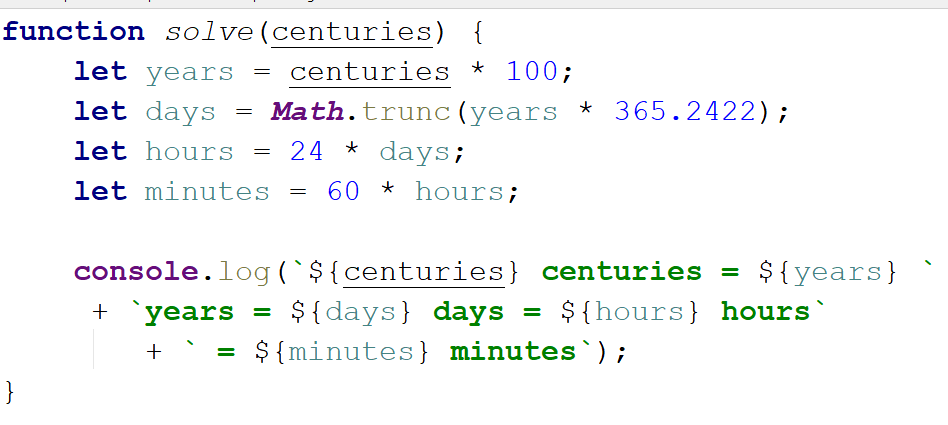 function solve(centuries) {
let years = centuries * 100;
let days = Math.trunc(years * 365.2422);
let hours = 24 * days;
let minutes = 60 * hours;
console.log(`${centuries} centuries = ${years} `
+ `years = ${days} days = ${hours} hours`
+ ` = ${minutes} minutes`);
}